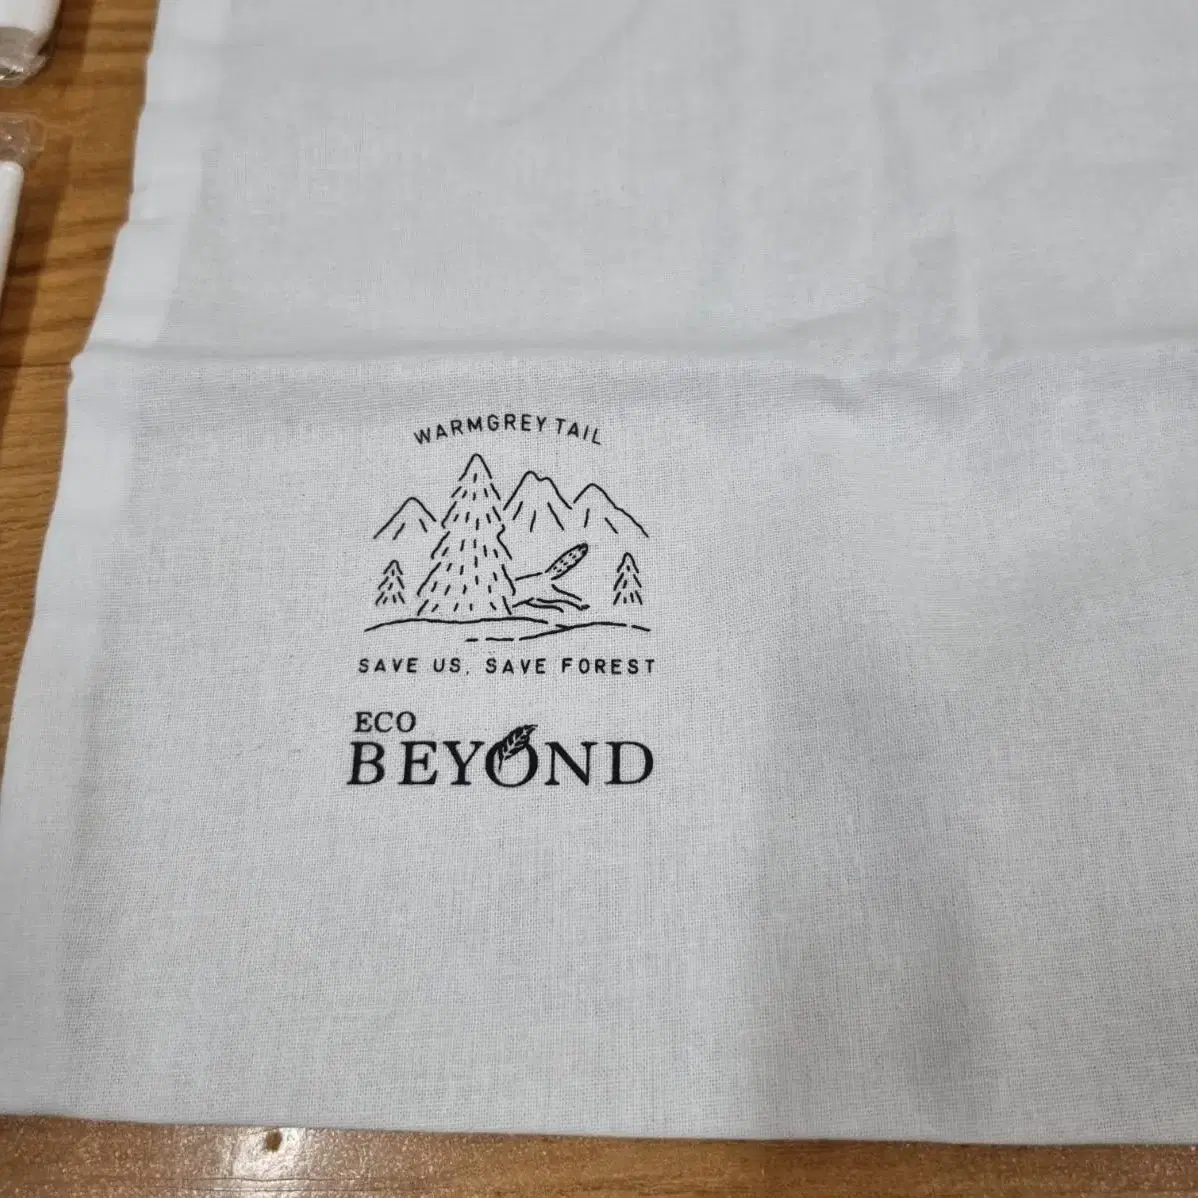 WARMGREY TAIL
SAVE US, SAVE FOREST
ECO
BEYOND